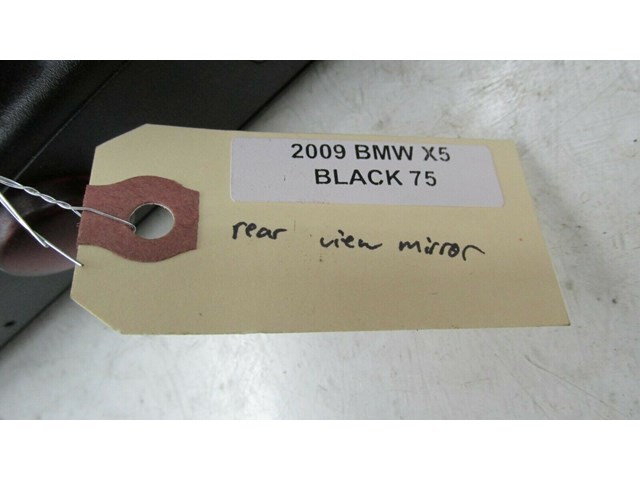 2009 BMW X5
BLACK 75
rear view mirror